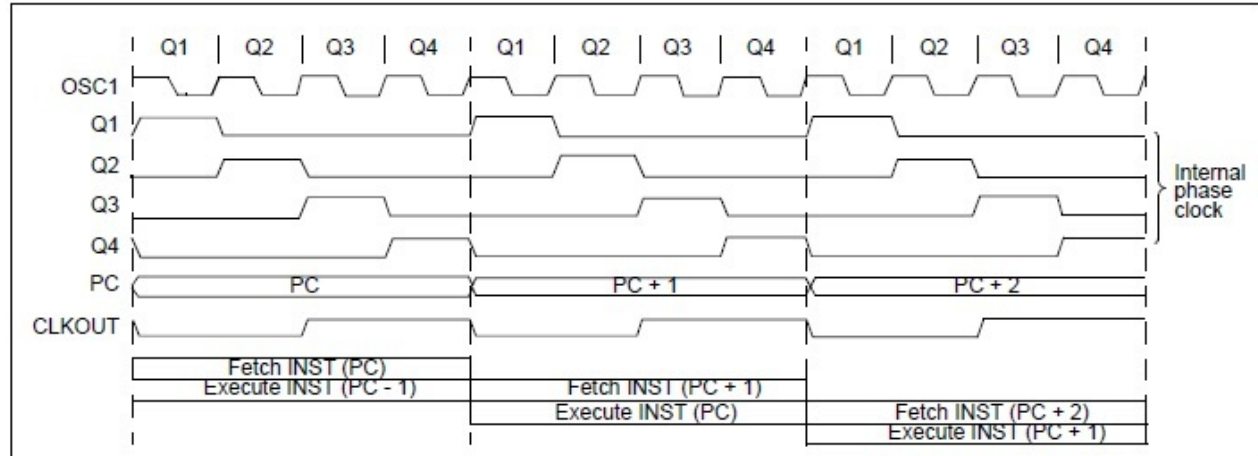 Q1 Q2 Q3 Q4 Q1 Q2 Q3 Q4 Q1 Q2 Q3 Q4
OSC1
Q1
Q2
Q3
Q4
Internal
phase
clock
PC PC PC + 1 PC + 2
CLKOUT
Fetch INST (PC)
Execute INST (PC - 1) Fetch INST (PC + 1)
Execute INST (PC) Fetch INST (PC + 2)
Execute INST (PC + 1)